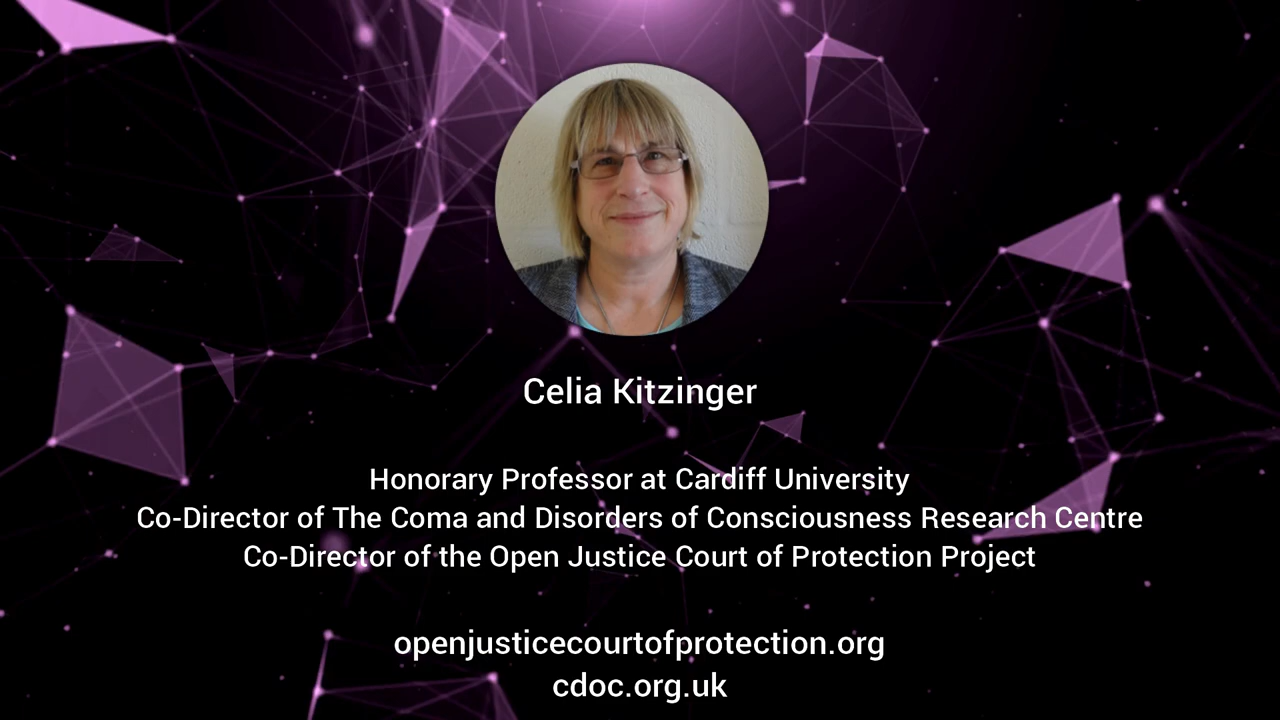 Celia Kitzinger
Honorary Professor at Cardiff University
Co-Director of The Coma and Disorders of Consciousness Research Centre
Co-Director of the Open Justice Court of Protection Project
openjusticecourtofprotection.org
cdoc.org.uk